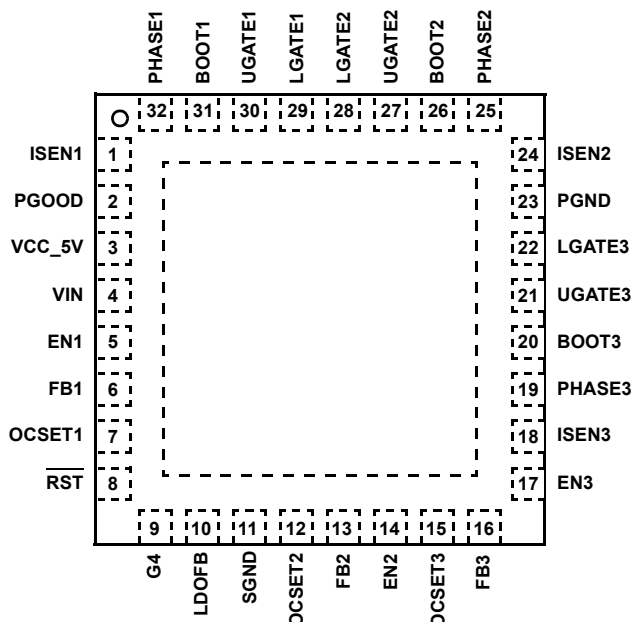 PHASE1
BOOT1
UGATE1
LGATE1
LGATE2
UGATE2
BOOT2
PHASE2
32 31 30 29 28 27 26 25
ISEN1 1
PGOOD 2
VCC_5V 3
VIN 4
EN1 5
FB1 6
OCSET1 7
RST 8
24 ISEN2
23 PGND
22 LGATE3
21 UGATE3
20 BOOT3
19 PHASE3
18 ISEN3
17 EN3
9 10 11 12 13 14 15 16
G4
LDOFB
SGND
OCSET2
FB2
EN2
OCSET3
FB3